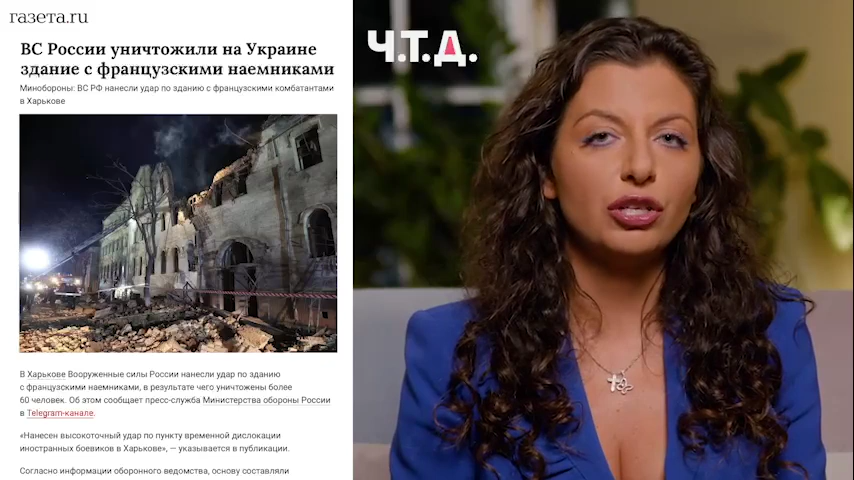 газета.ru
ВС России уничтожили на Украине
здание с французскими наемниками
Минобороны: ВС РФ нанесли удар по зданию с французскими комбатантами
в Харькове
Ч.Т.Д.
В Харькове Вооруженные силы России нанесли удар по зданию
с французскими наемниками, в результате чего уничтожены более
60 человек. Об этом сообщает пресс-служба Министерства обороны России
в Telegram-канале.
«Нанесен высокоточный удар по пункту временной дислокации
иностранных боевиков в Харькове», — указывается в публикации.
Согласно информации оборонного ведомства, основу составляли